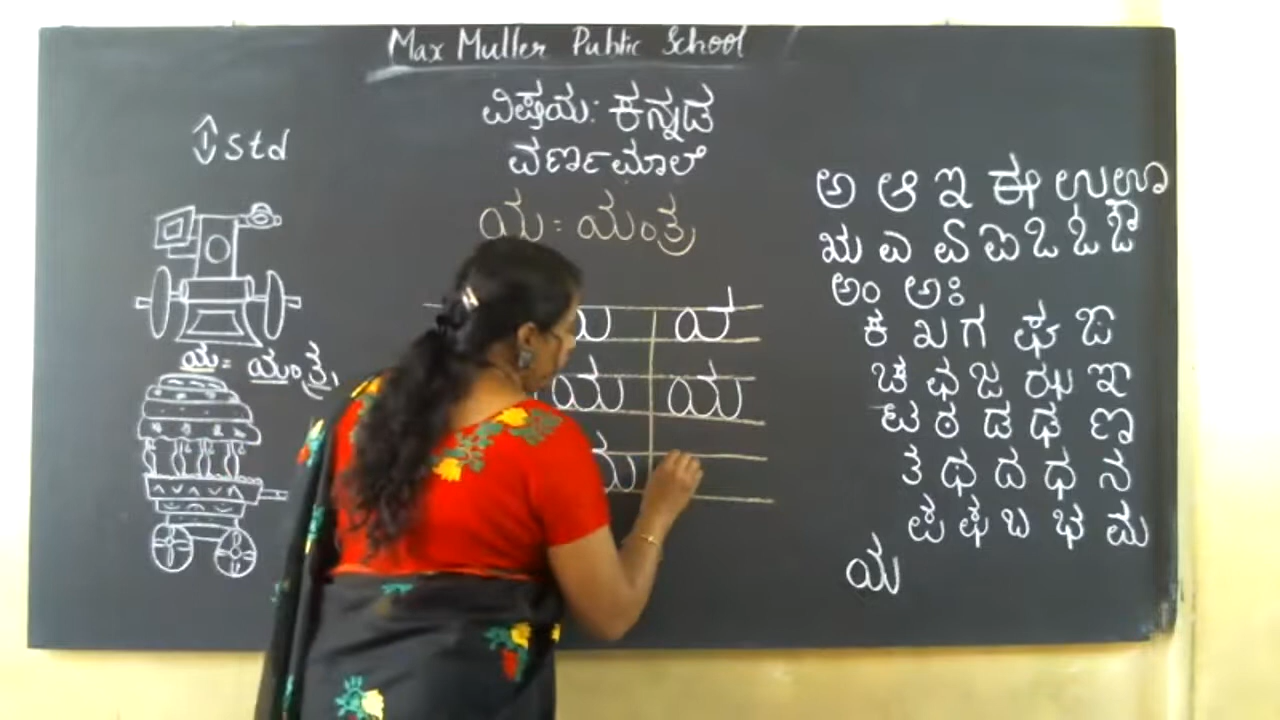 Max Muller Public School
ವಿಷಯ: ಕನ್ನಡ
ವರ್ಣಮಾಲೆ
I Std
ಯ = ಯಂತ್ರ
ಯ = ಯಂತ್ರ
ಯ ಯ
ಯ ಯ
ಯ
ಅ ಆ ಇ ಈ ಉ ಊ
ಋ ಎ ಏ ಐ ಒ ಓ ಔ
ಅಂ ಅಃ
ಕ ಖ ಗ ಘ ಙ
ಚ ಛ ಜ ಝ ಞ
ಟ ಠ ಡ ಢ ಣ
ತ ಥ ದ ಧ ನ
ಪ ಫ ಬ ಭ ಮ
ಯ